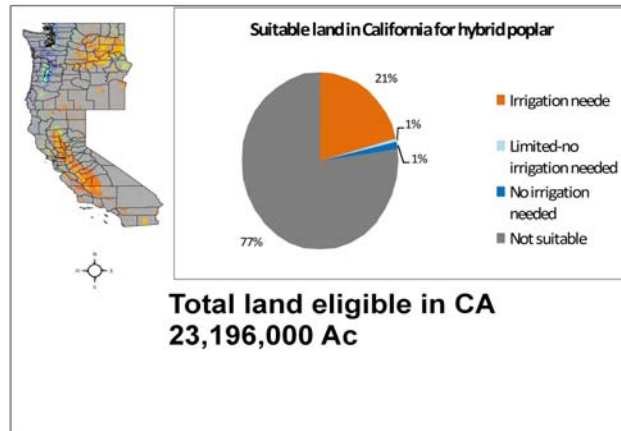 Suitable land in California for hybrid poplar
21%
1%
1%
77%
Irrigation neede
Limited-no
irrigation needed
No irrigation
needed
Not suitable
N
S
Total land eligible in CA
23,196,000 Ac